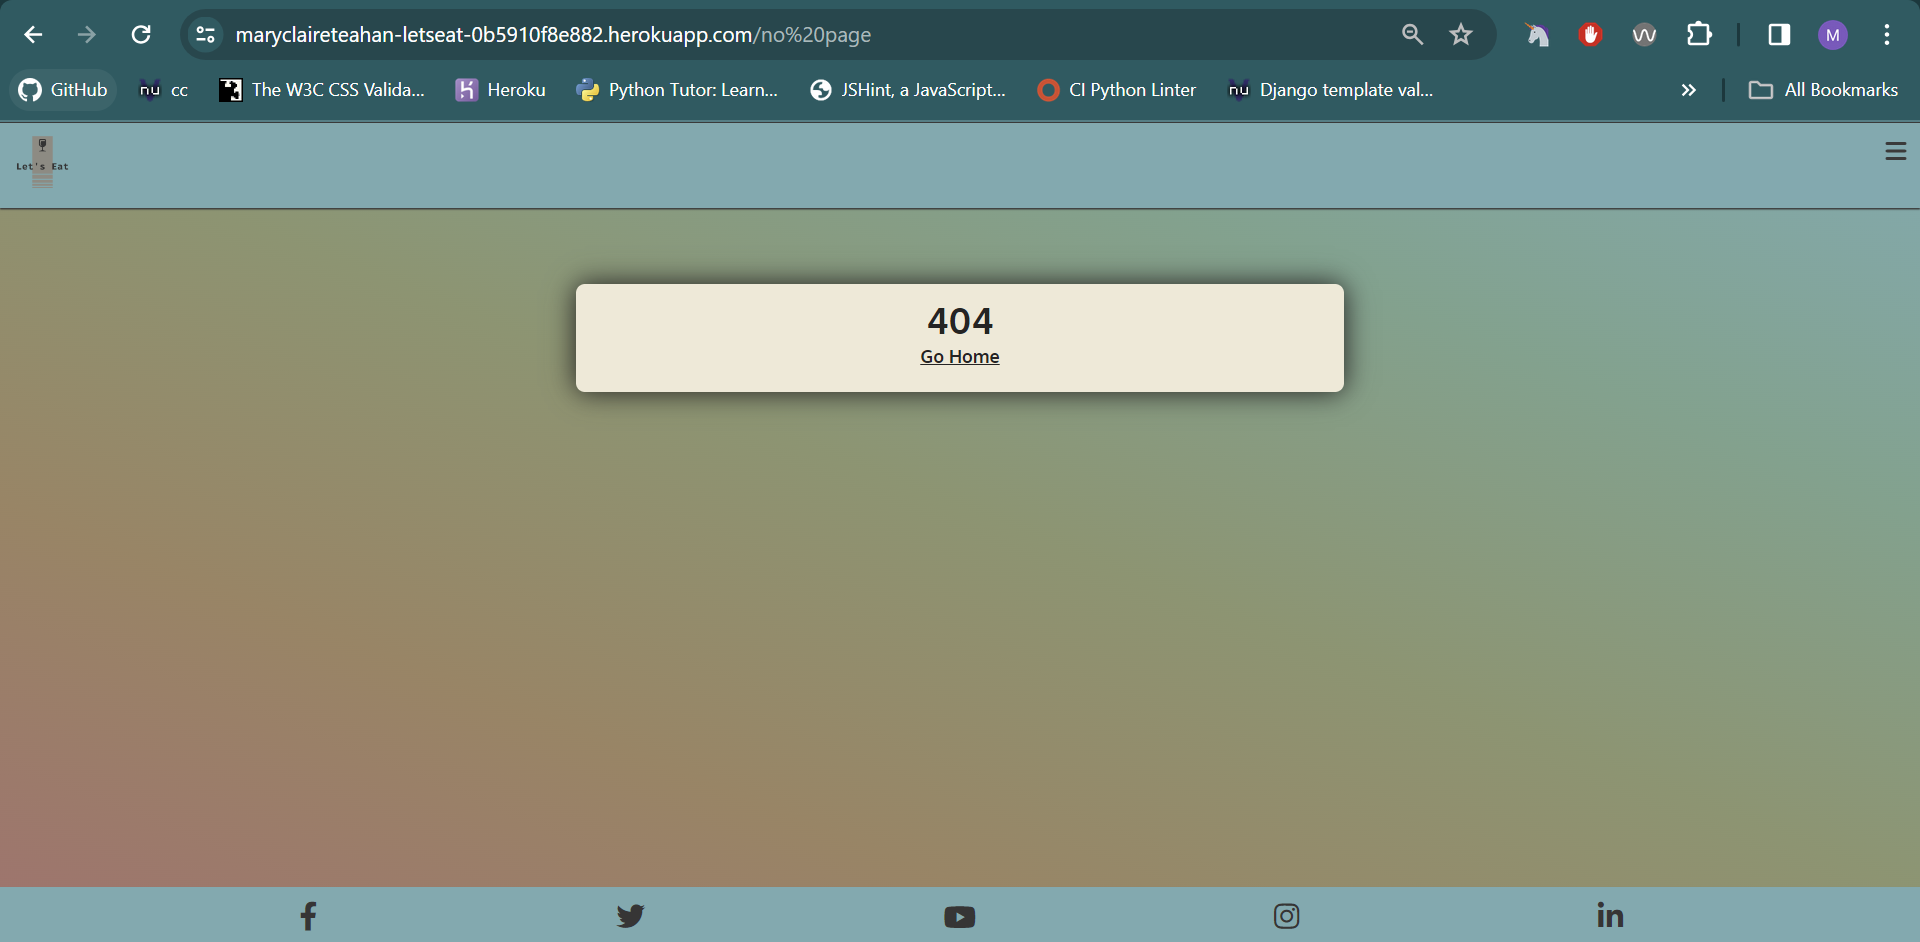 maryclaireteahan-letseat-0b5910f8e882.herokuapp.com/no%20page
M
GitHub
nu cc
The W3C CSS Valida...
Heroku
Python Tutor: Learn...
JSHint, a JavaScript...
CI Python Linter
nu Django template val...
All Bookmarks
Let's Eat
404
Go Home